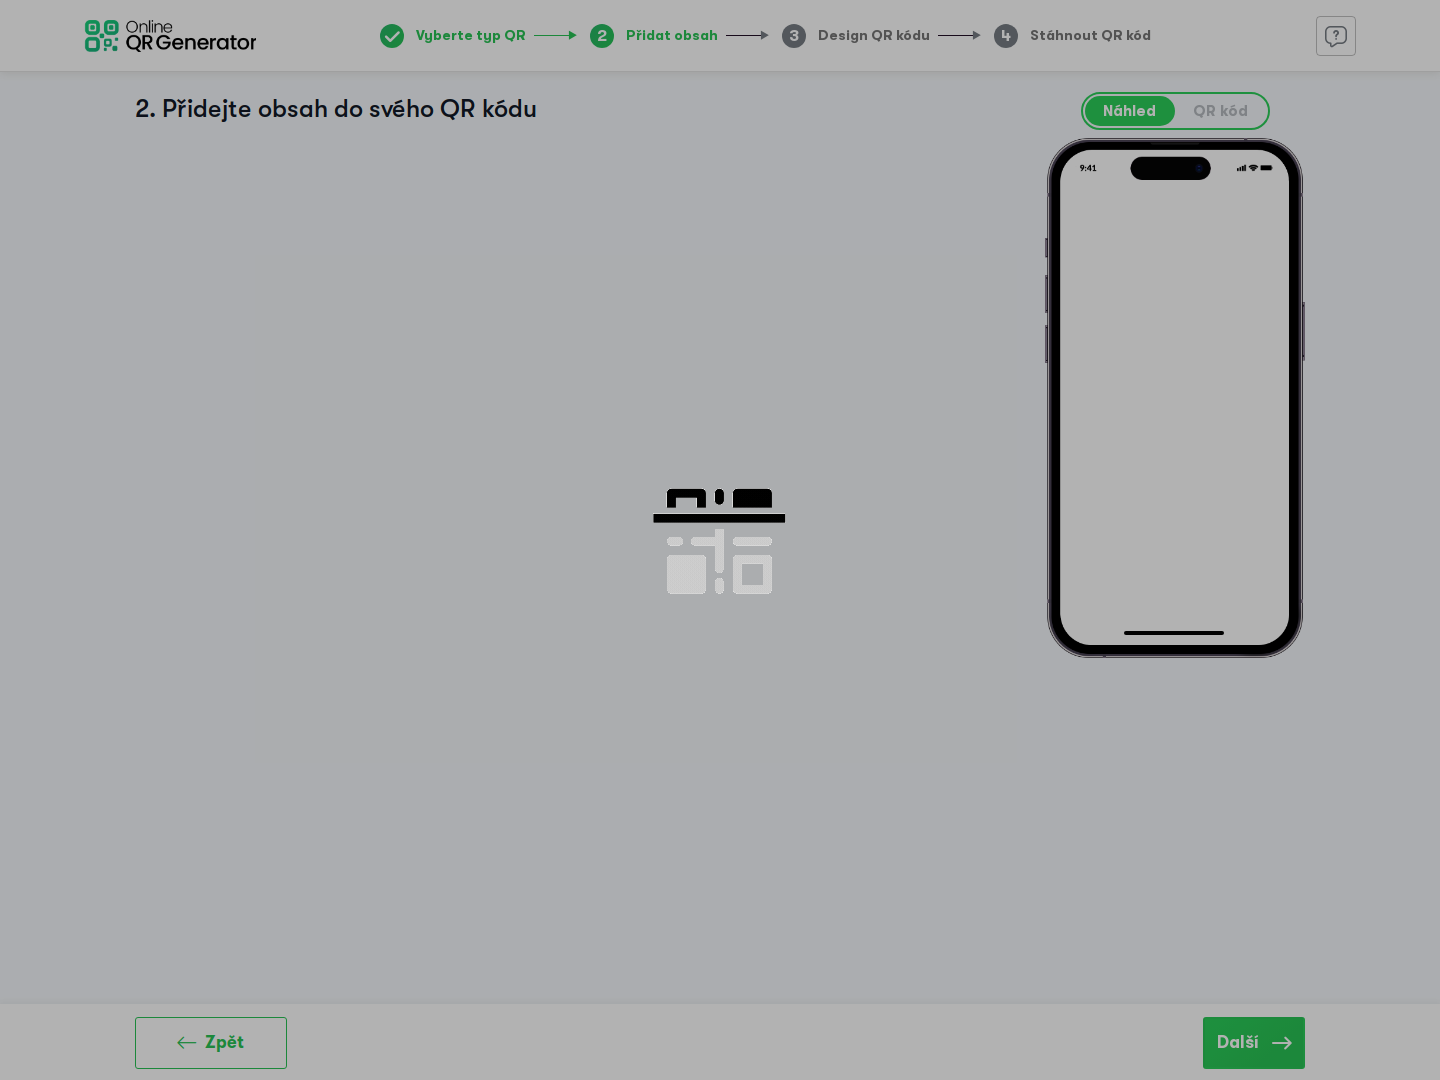 Online
QR Generator
Vyberte typ QR
2 Přidat obsah
3 Design QR kódu
4 Stáhnout QR kód
2. Přidejte obsah do svého QR kódu
Náhled
QR kód
9:41
Zpět
Další